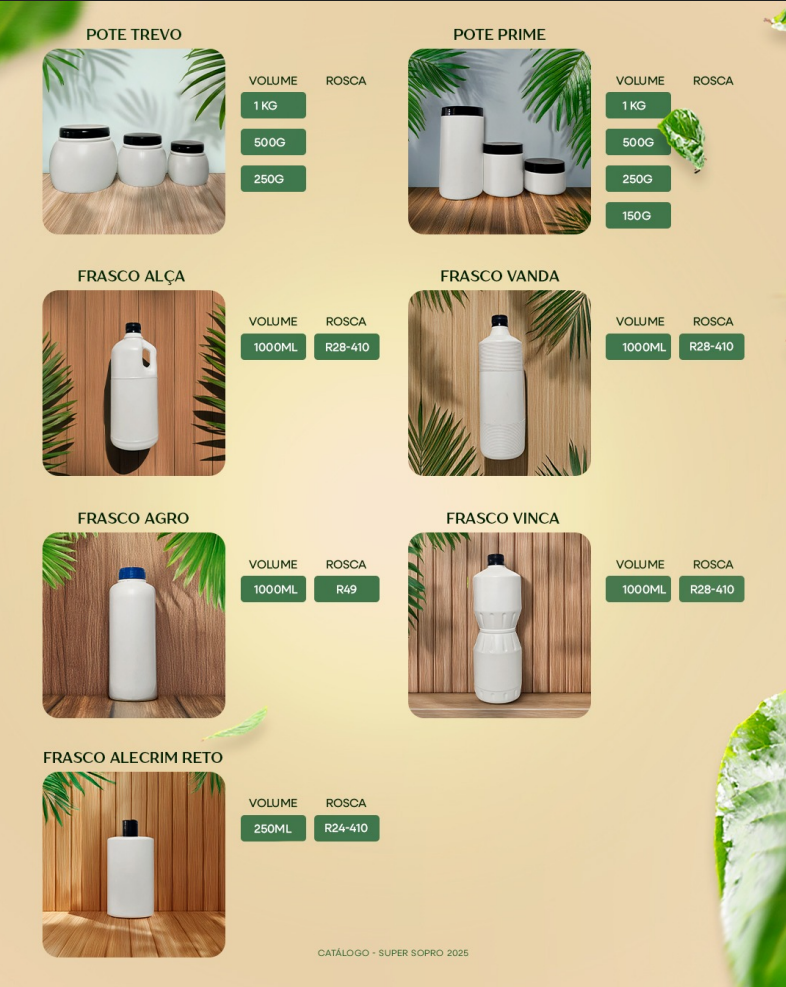 POTE TREVO
VOLUME ROSCA
1 KG
500G
250G
POTE PRIME
VOLUME ROSCA
1 KG
500G
250G
150G
FRASCO ALÇA
VOLUME ROSCA
1000ML R28-410
FRASCO VANDA
VOLUME ROSCA
1000ML R28-410
FRASCO AGRO
VOLUME ROSCA
1000ML R49
FRASCO VINCA
VOLUME ROSCA
1000ML R28-410
FRASCO ALECRIM RETO
VOLUME ROSCA
250ML R24-410
CATÁLOGO - SUPER SOPRO 2025